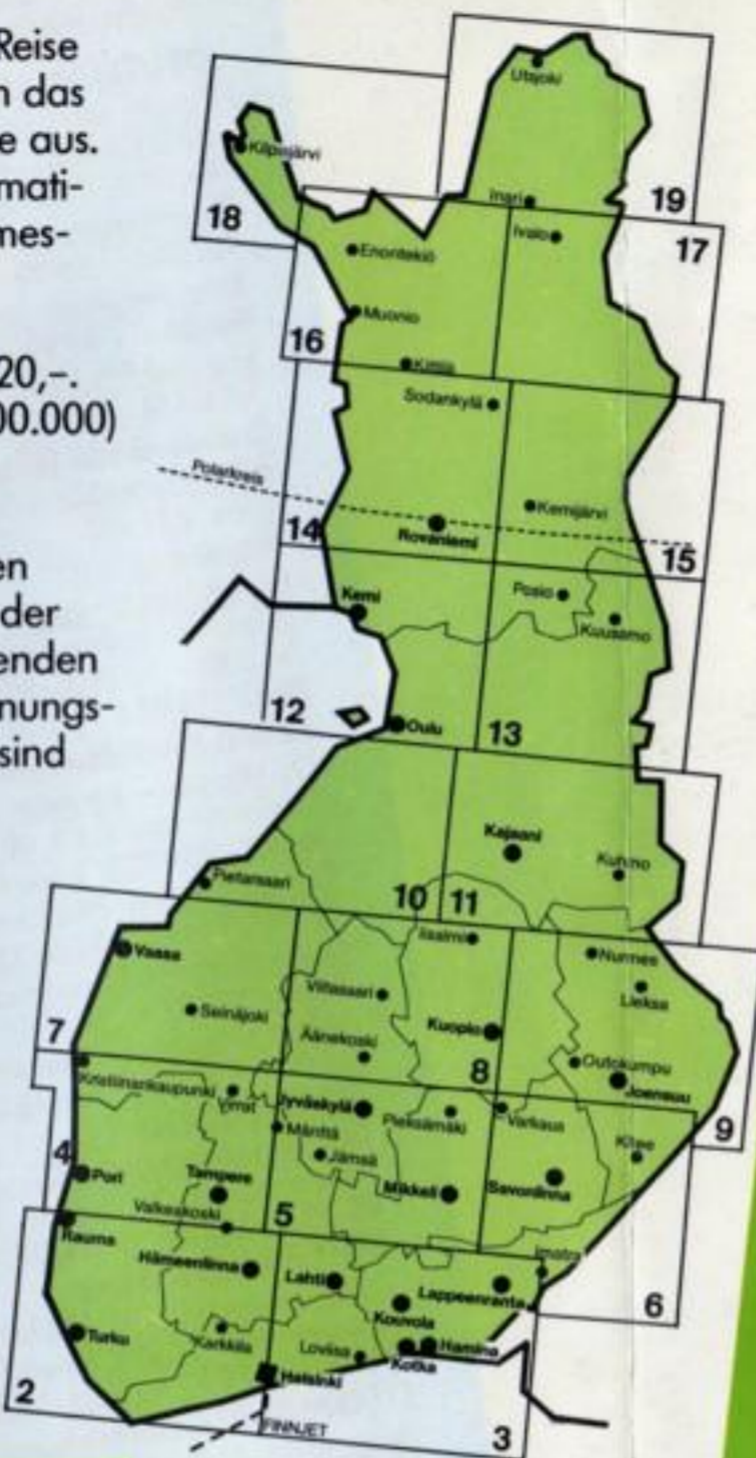 Reise
n das
e aus.
mati-
mes-
20,–.
00.000)
en
der
enden
nungs-
sind
Utsjoki
19
Kilpisjärvi
18
Inari
Ivalo
17
Enontekiö
Muonio
16
Kittilä
Sodankylä
Polarkreis
Kemijärvi
14
Rovaniemi
15
Kemi
Posio
Kuusamo
12
Oulu
13
Kajaani
Kuhmo
Pietarsaari
10
11
Iisalmi
Vaasa
Nurmes
Viitasaari
Lieksa
Seinäjoki
Kuopio
7
Äänekoski
8
Outokumpu
Joensuu
Kristiinankaupunki
Virrat
Jyväskylä
Pieksämäki
Varkaus
9
Mänttä
Kitee
4
Jämsä
Pori
Tampere
Mikkeli
Savonlinna
Valkeakoski
5
Rauma
Imatra
Hämeenlinna
Lahti
Lappeenranta
6
Kouvola
Turku
Karkkila
Loviisa
Hamina
Kotka
Helsinki
2
FINNJET
3